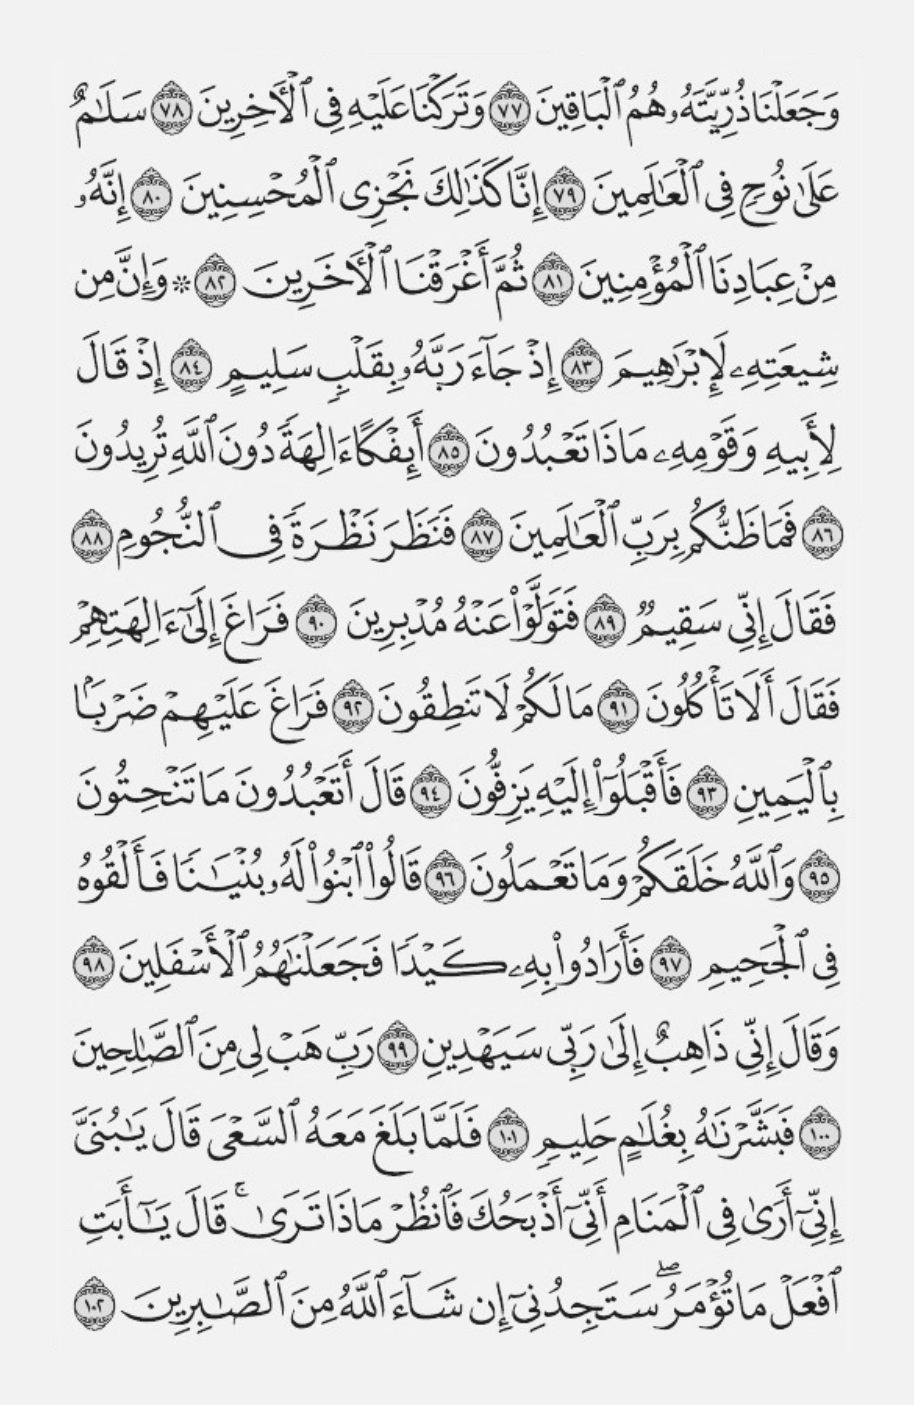 وَجَعَلْنَا ذُرِّيَّتَهُۥ هُمُ ٱلْبَاقِينَ ٧٧ وَتَرَكْنَا عَلَيْهِ فِى ٱلْـَٔاخِرِينَ ٧٨ سَلَٰمٌ
عَلَىٰ نُوحٍ فِى ٱلْعَٰلَمِينَ ٧٩ إِنَّا كَذَٰلِكَ نَجْزِى ٱلْمُحْسِنِينَ ٨٠ إِنَّهُۥ
مِنْ عِبَادِنَا ٱلْمُؤْمِنِينَ ٨١ ثُمَّ أَغْرَقْنَا ٱلْـَٔاخَرِينَ ٨٢ ۞ وَإِنَّ مِن
شِيعَتِهِۦ لَإِبْرَٰهِيمَ ٨٣ إِذْ جَآءَ رَبَّهُۥ بِقَلْبٍ سَلِيمٍ ٨٤ إِذْ قَالَ
لِأَبِيهِ وَقَوْمِهِۦ مَاذَا تَعْبُدُونَ ٨٥ أَئِفْكًا ءَالِهَةً دُونَ ٱللَّهِ تُرِيدُونَ
٨٦ فَمَا ظَنُّكُم بِرَبِّ ٱلْعَٰلَمِينَ ٨٧ فَنَظَرَ نَظْرَةً فِى ٱلنُّجُومِ ٨٨
فَقَالَ إِنِّى سَقِيمٌ ٨٩ فَتَوَلَّوْا۟ عَنْهُ مُدْبِرِينَ ٩٠ فَرَاغَ إِلَىٰٓ ءَالِهَتِهِمْ
فَقَالَ أَلَا تَأْكُلُونَ ٩١ مَا لَكُمْ لَا تَنطِقُونَ ٩٢ فَرَاغَ عَلَيْهِمْ ضَرْبًۢا
بِٱلْيَمِينِ ٩٣ فَأَقْبَلُوٓا۟ إِلَيْهِ يَزِفُّونَ ٩٤ قَالَ أَتَعْبُدُونَ مَا تَنْحِتُونَ
٩٥ وَٱللَّهُ خَلَقَكُمْ وَمَا تَعْمَلُونَ ٩٦ قَالُوا۟ ٱبْنُوا۟ لَهُۥ بُنْيَٰنًا فَأَلْقُوهُ
فِى ٱلْجَحِيمِ ٩٧ فَأَرَادُوا۟ بِهِۦ كَيْدًا فَجَعَلْنَٰهُمُ ٱلْأَسْفَلِينَ ٩٨
وَقَالَ إِنِّى ذَاهِبٌ إِلَىٰ رَبِّى سَيَهْدِينِ ٩٩ رَبِّ هَبْ لِى مِنَ ٱلصَّٰلِحِينَ
١٠٠ فَبَشَّرْنَٰهُ بِغُلَٰمٍ حَلِيمٍ ١٠١ فَلَمَّا بَلَغَ مَعَهُ ٱلسَّعْىَ قَالَ يَٰبُنَىَّ
إِنِّىٓ أَرَىٰ فِى ٱلْمَنَامِ أَنِّىٓ أَذْبَحُكَ فَٱنظُرْ مَاذَا تَرَىٰ ۚ قَالَ يَٰٓأَبَتِ
ٱفْعَلْ مَا تُؤْمَرُ ۖ سَتَجِدُنِىٓ إِن شَآءَ ٱللَّهُ مِنَ ٱلصَّٰبِرِينَ ١٠٢